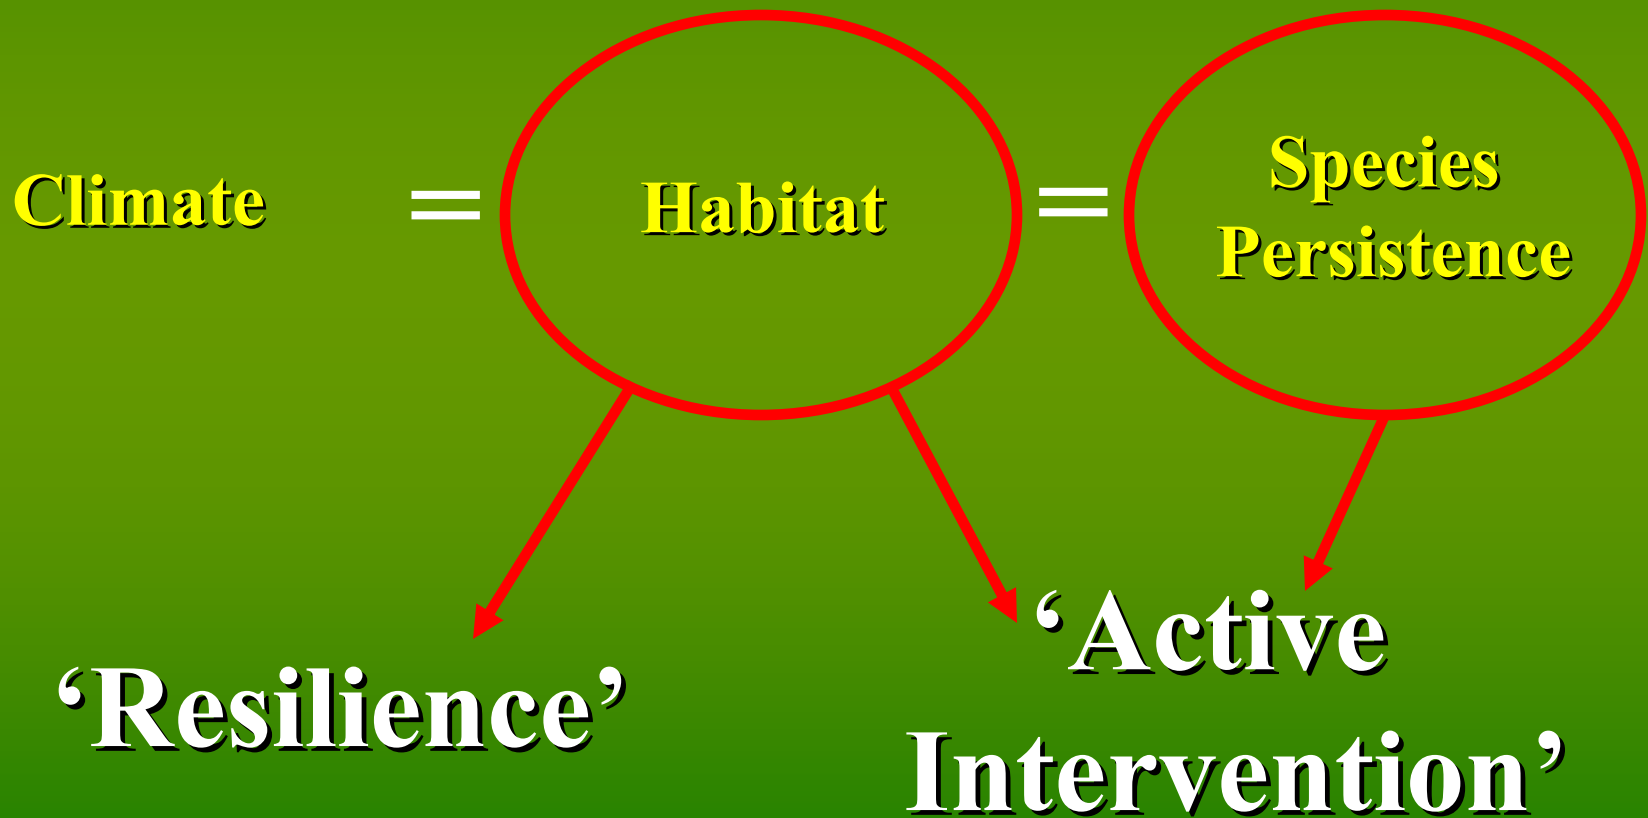 Climate = Habitat = Species
Persistence
‘Resilience’
‘Active
Intervention’